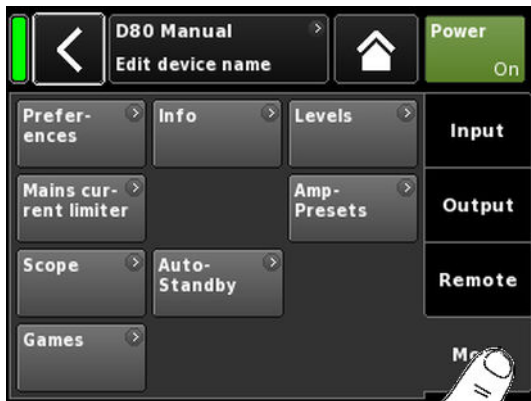 D80 Manual
Edit device name
Power
On
Prefer-
ences
Info
Levels
Input
Mains cur-
rent limiter
Amp-
Presets
Output
Scope
Auto-
Standby
Remote
Games